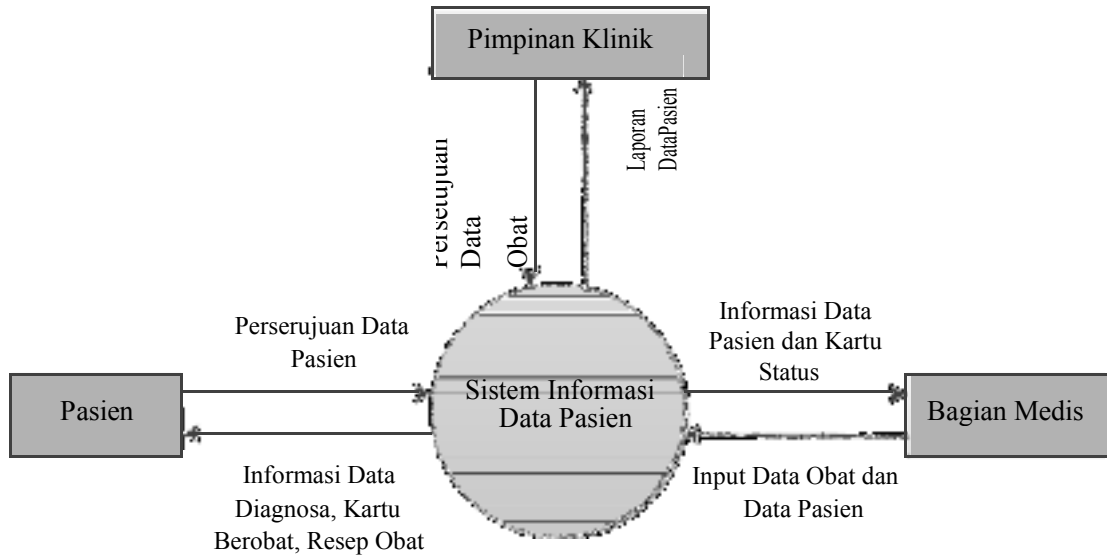 Pimpinan Klinik
Persetujuan
Data
Obat
Laporan
DataPasien
Perserujuan Data
Pasien
Informasi Data
Pasien dan Kartu
Status
Pasien
Sistem Informasi
Data Pasien
Bagian Medis
Informasi Data
Diagnosa, Kartu
Berobat, Resep Obat
Input Data Obat dan
Data Pasien